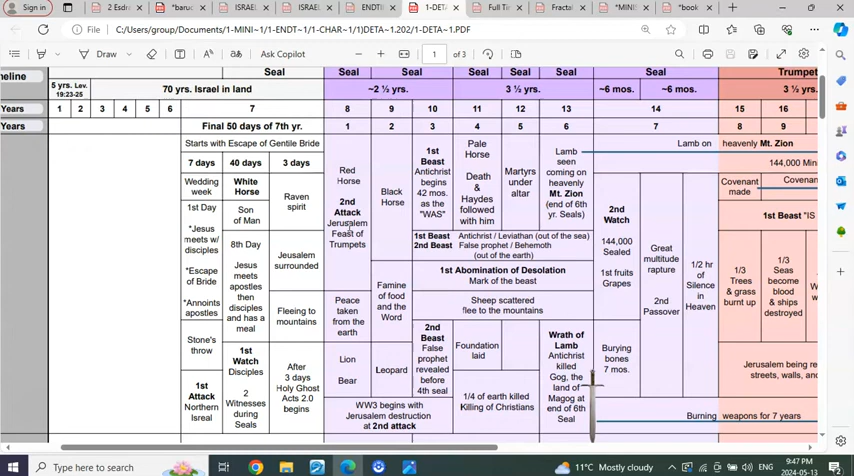 Sign in
2 Esdra
*baruc
ISRAEL
ISRAEL
ENDTI
1-DETA
Full Tir
Fractal
*MINIS
*book
File C:/Users/group/Documents/1-MINI~1/1-ENDT~1/1-CHAR~1/1)DETA~1.202/1-DETA~1.PDF
Draw
Ask Copilot
1 of 3
Seal Seal Seal Seal Trumpet
meline
5 yrs. Lev. 19:23-25
70 yrs. Israel in land
~2 ½ yrs.
3 ½ yrs.
~6 mos. ~6 mos.
3 ½ yrs.
Years 1 2 3 4 5 6 7 8 9 10 11 12 13 14 15 16
Years Final 50 days of 7th yr. 1 2 3 4 5 6 7 8 9
Starts with Escape of Gentile Bride
7 days 40 days 3 days
Wedding
week
1st Day
*Jesus
meets w/
disciples
*Escape
of Bride
*Annoints
apostles
Stone's
throw
1st
Attack
Northern
Isreal
White
Horse
Son
of Man
8th Day
Jesus
meets
apostles
then
disciples
and has a
meal
1st
Watch
Disciples
2
Witnesses
during
Seals
Raven
spirit
Jerusalem
surrounded
Fleeing to
mountains
After
3 days
Holy Ghost
Acts 2.0
begins
Red
Horse
2nd
Attack
Jerusalem
Feast of
Trumpets
Peace
taken
from the
earth
Lion
Bear
Black
Horse
Famine
of food
and the
Word
Leopard
WW3 begins with
Jerusalem destruction
at 2nd attack
1st
Beast
Antichrist
begins
42 mos.
as the
"WAS"
Pale
Horse
Death
&
Haydes
followed
with him
Martyrs
under
altar
Lamb
seen
coming on
heavenly
Mt. Zion
(end of 6th
yr. Seals)
1st Beast Antichrist / Leviathan (out of the sea)
2nd Beast False prophet / Behemoth
(out of the earth)
1st Abomination of Desolation
Mark of the beast
Sheep scattered
flee to the mountains
2nd
Beast
False
prophet
revealed
before
4th seal
Foundation
laid
1/4 of earth killed
Killing of Christians
Wrath of
Lamb
Antichrist
killed
Gog, the
land of
Magog at
end of 6th
Seal
Lamb on heavenly Mt. Zion
144,000 Min
2nd
Watch
144,000
Sealed
1st fruits
Grapes
Burying
bones
7 mos.
Great
multitude
rapture
2nd
Passover
1/2 hr
of
Silence
in
Heaven
Covenant
made
Covenan
1st Beast "IS
1/3
Trees
& grass
burnt up
1/3
Seas
become
blood
& ships
destroyed
Jerusalem being re
streets, walls, and
Burning weapons for 7 years
Type here to search
11°C Mostly cloudy
ENG
9:47 PM
2024-05-13